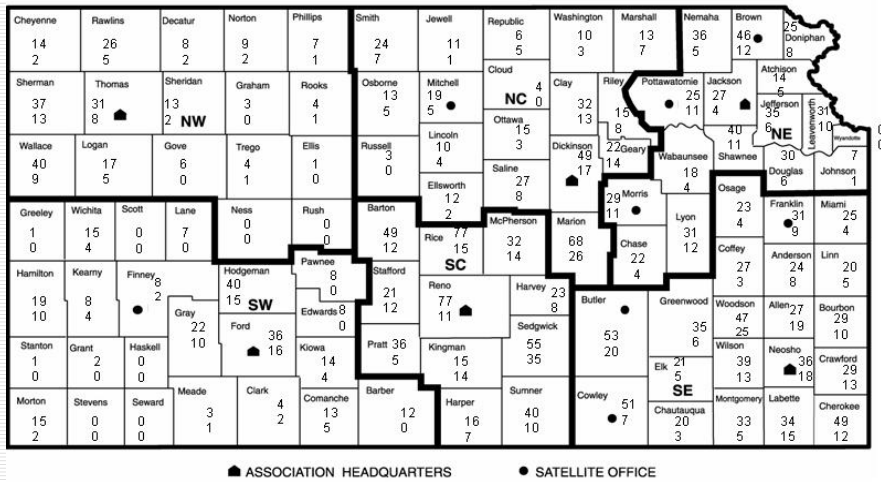 Cheyenne
14
2
Rawlins
26
5
Decatur
8
2
Norton
9
2
Phillips
7
1
Smith
24
7
Jewell
11
1
Republic
6
5
Washington
10
3
Marshall
13
7
Nemaha
36
5
Brown
46
12
25
Doniphan
8
Sherman
37
13
Thomas
31
8
Sheridan
13
2
NW
Graham
3
0
Rooks
4
1
Osborne
13
5
Mitchell
19
5
Cloud
4
0
NC
Clay
32
13
Riley
15
8
Pottawatomie
25
11
Jackson
27
4
Atchison
14
5
Jefferson
35
6
NE
Leavenworth
31
10
Wyandotte
0
0
Wallace
40
9
Logan
17
5
Gove
6
0
Trego
4
1
Ellis
1
0
Russell
3
0
Lincoln
10
4
Ottawa
15
3
Dickinson
49
17
22
Geary
14
Wabaunsee
18
4
40
11
Shawnee
30
Douglas
6
7
Johnson
1
Ellsworth
12
2
Saline
27
8
29
Morris
11
Osage
23
4
Franklin
31
9
Miami
25
4
Greeley
1
0
Wichita
15
4
Scott
0
0
Lane
7
0
Ness
0
0
Rush
0
0
Barton
49
12
Rice
77
15
SC
McPherson
32
14
Marion
68
26
Chase
22
4
Lyon
31
12
Coffey
27
3
Anderson
24
8
Linn
20
5
Hamilton
19
10
Kearny
8
4
Finney
8
2
Hodgeman
40
15
SW
Pawnee
8
0
Stafford
21
12
Reno
77
11
Harvey
23
8
Butler
53
20
Greenwood
35
6
Woodson
47
25
Allen
27
19
Bourbon
29
10
Gray
22
10
Ford
36
16
Edwards
8
0
Kiowa
14
4
Pratt
36
5
Kingman
15
14
Sedgwick
55
35
Elk
21
5
SE
Wilson
39
13
Neosho
36
18
Crawford
29
13
Stanton
1
0
Grant
2
0
Haskell
0
0
Morton
15
2
Stevens
0
0
Seward
0
0
Meade
3
1
Clark
4
2
Comanche
13
5
Barber
12
0
Harper
16
7
Sumner
40
10
Cowley
51
7
Chautauqua
20
3
Montgomery
33
5
Labette
34
15
Cherokee
49
12
ASSOCIATION HEADQUARTERS
SATELLITE OFFICE